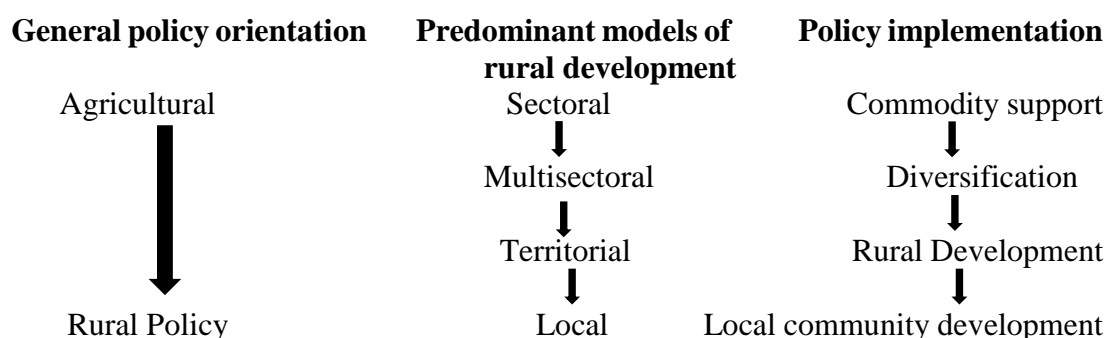 General policy orientation Predominant models of Policy implementation
rural development
Agricultural Sectoral Commodity support
Multisectoral Diversification
Territorial Rural Development
Rural Policy Local Local community development